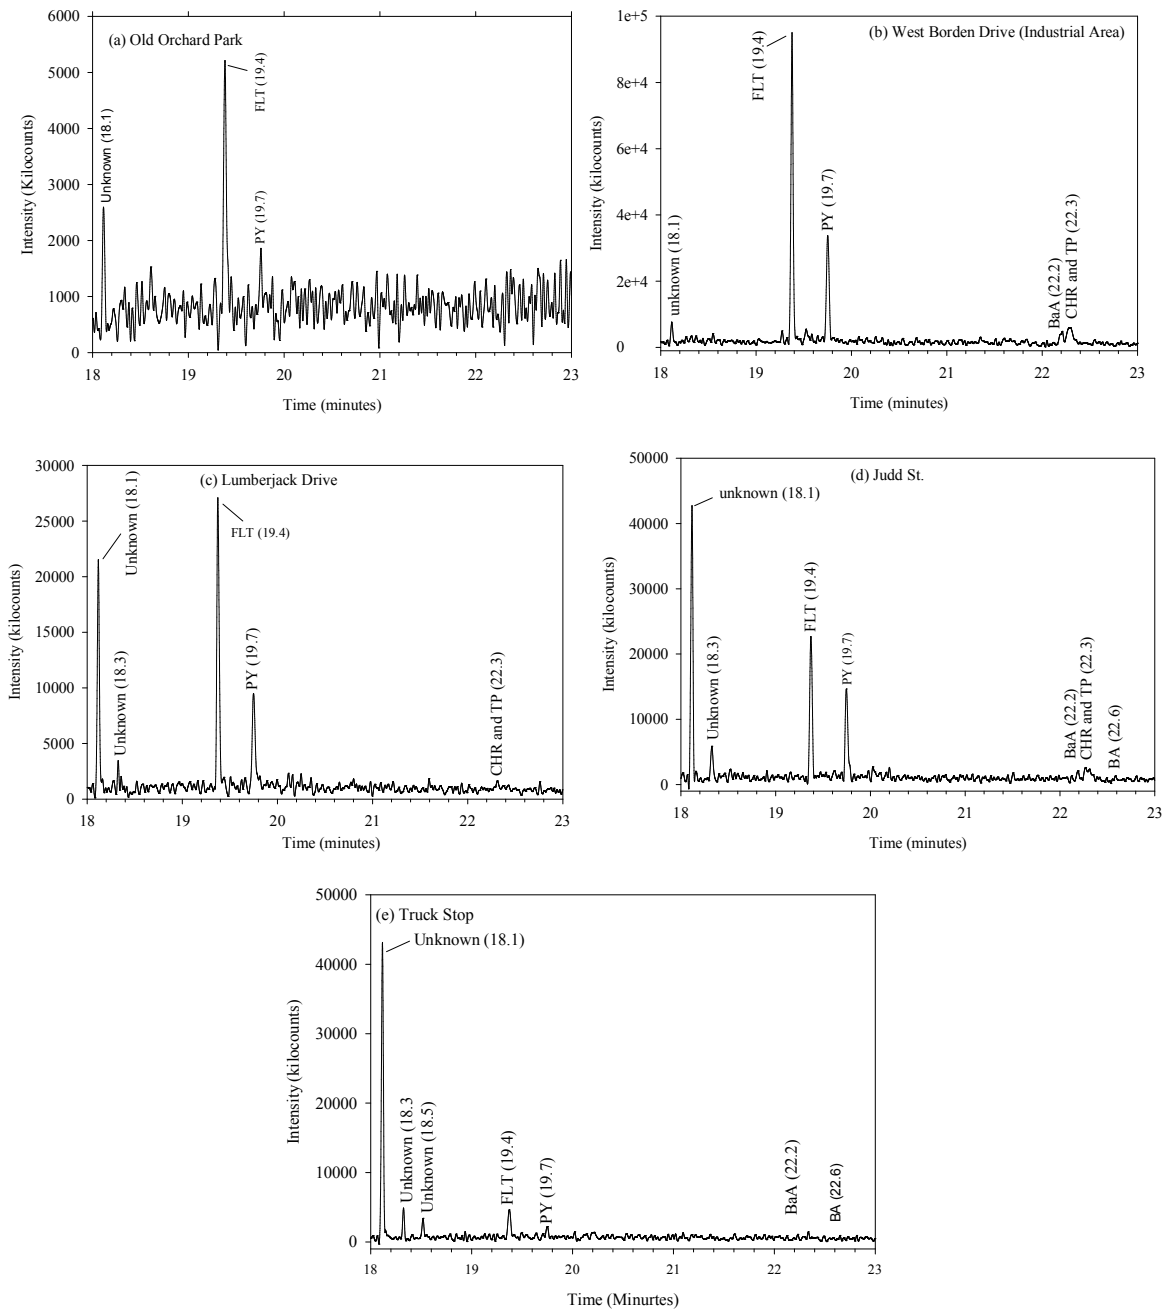 (a) Old Orchard Park
Intensity (Kilocounts)
6000
5000
4000
3000
2000
1000
0
Unknown (18.1)
FLT (19.4)
PY (19.7)
18 19 20 21 22 23
Time (minutes)
(b) West Borden Drive (Industrial Area)
Intensity (kilocounts)
1e+5
8e+4
6e+4
4e+4
2e+4
0
unknown (18.1)
FLT (19.4)
PY (19.7)
BaA (22.2)
CHR and TP (22.3)
18 19 20 21 22 23
Time (minutes)
(c) Lumberjack Drive
Intensity (kilocounts)
30000
25000
20000
15000
10000
5000
0
Unknown (18.1)
Unknown (18.3)
FLT (19.4)
PY (19.7)
CHR and TP (22.3)
18 19 20 21 22 23
Time (minutes)
(d) Judd St.
Intensity (kilocounts)
50000
40000
30000
20000
10000
0
unknown (18.1)
Unknown (18.3)
FLT (19.4)
PY (19.7)
BaA (22.2)
CHR and TP (22.3)
BA (22.6)
18 19 20 21 22 23
Time (minutes)
(e) Truck Stop
Intensity (kilocounts)
50000
40000
30000
20000
10000
0
Unknown (18.1)
Unknown (18.3
Unknown (18.5)
FLT (19.4)
PY (19.7)
BaA (22.2)
BA (22.6)
18 19 20 21 22 23
Time (Minurtes)